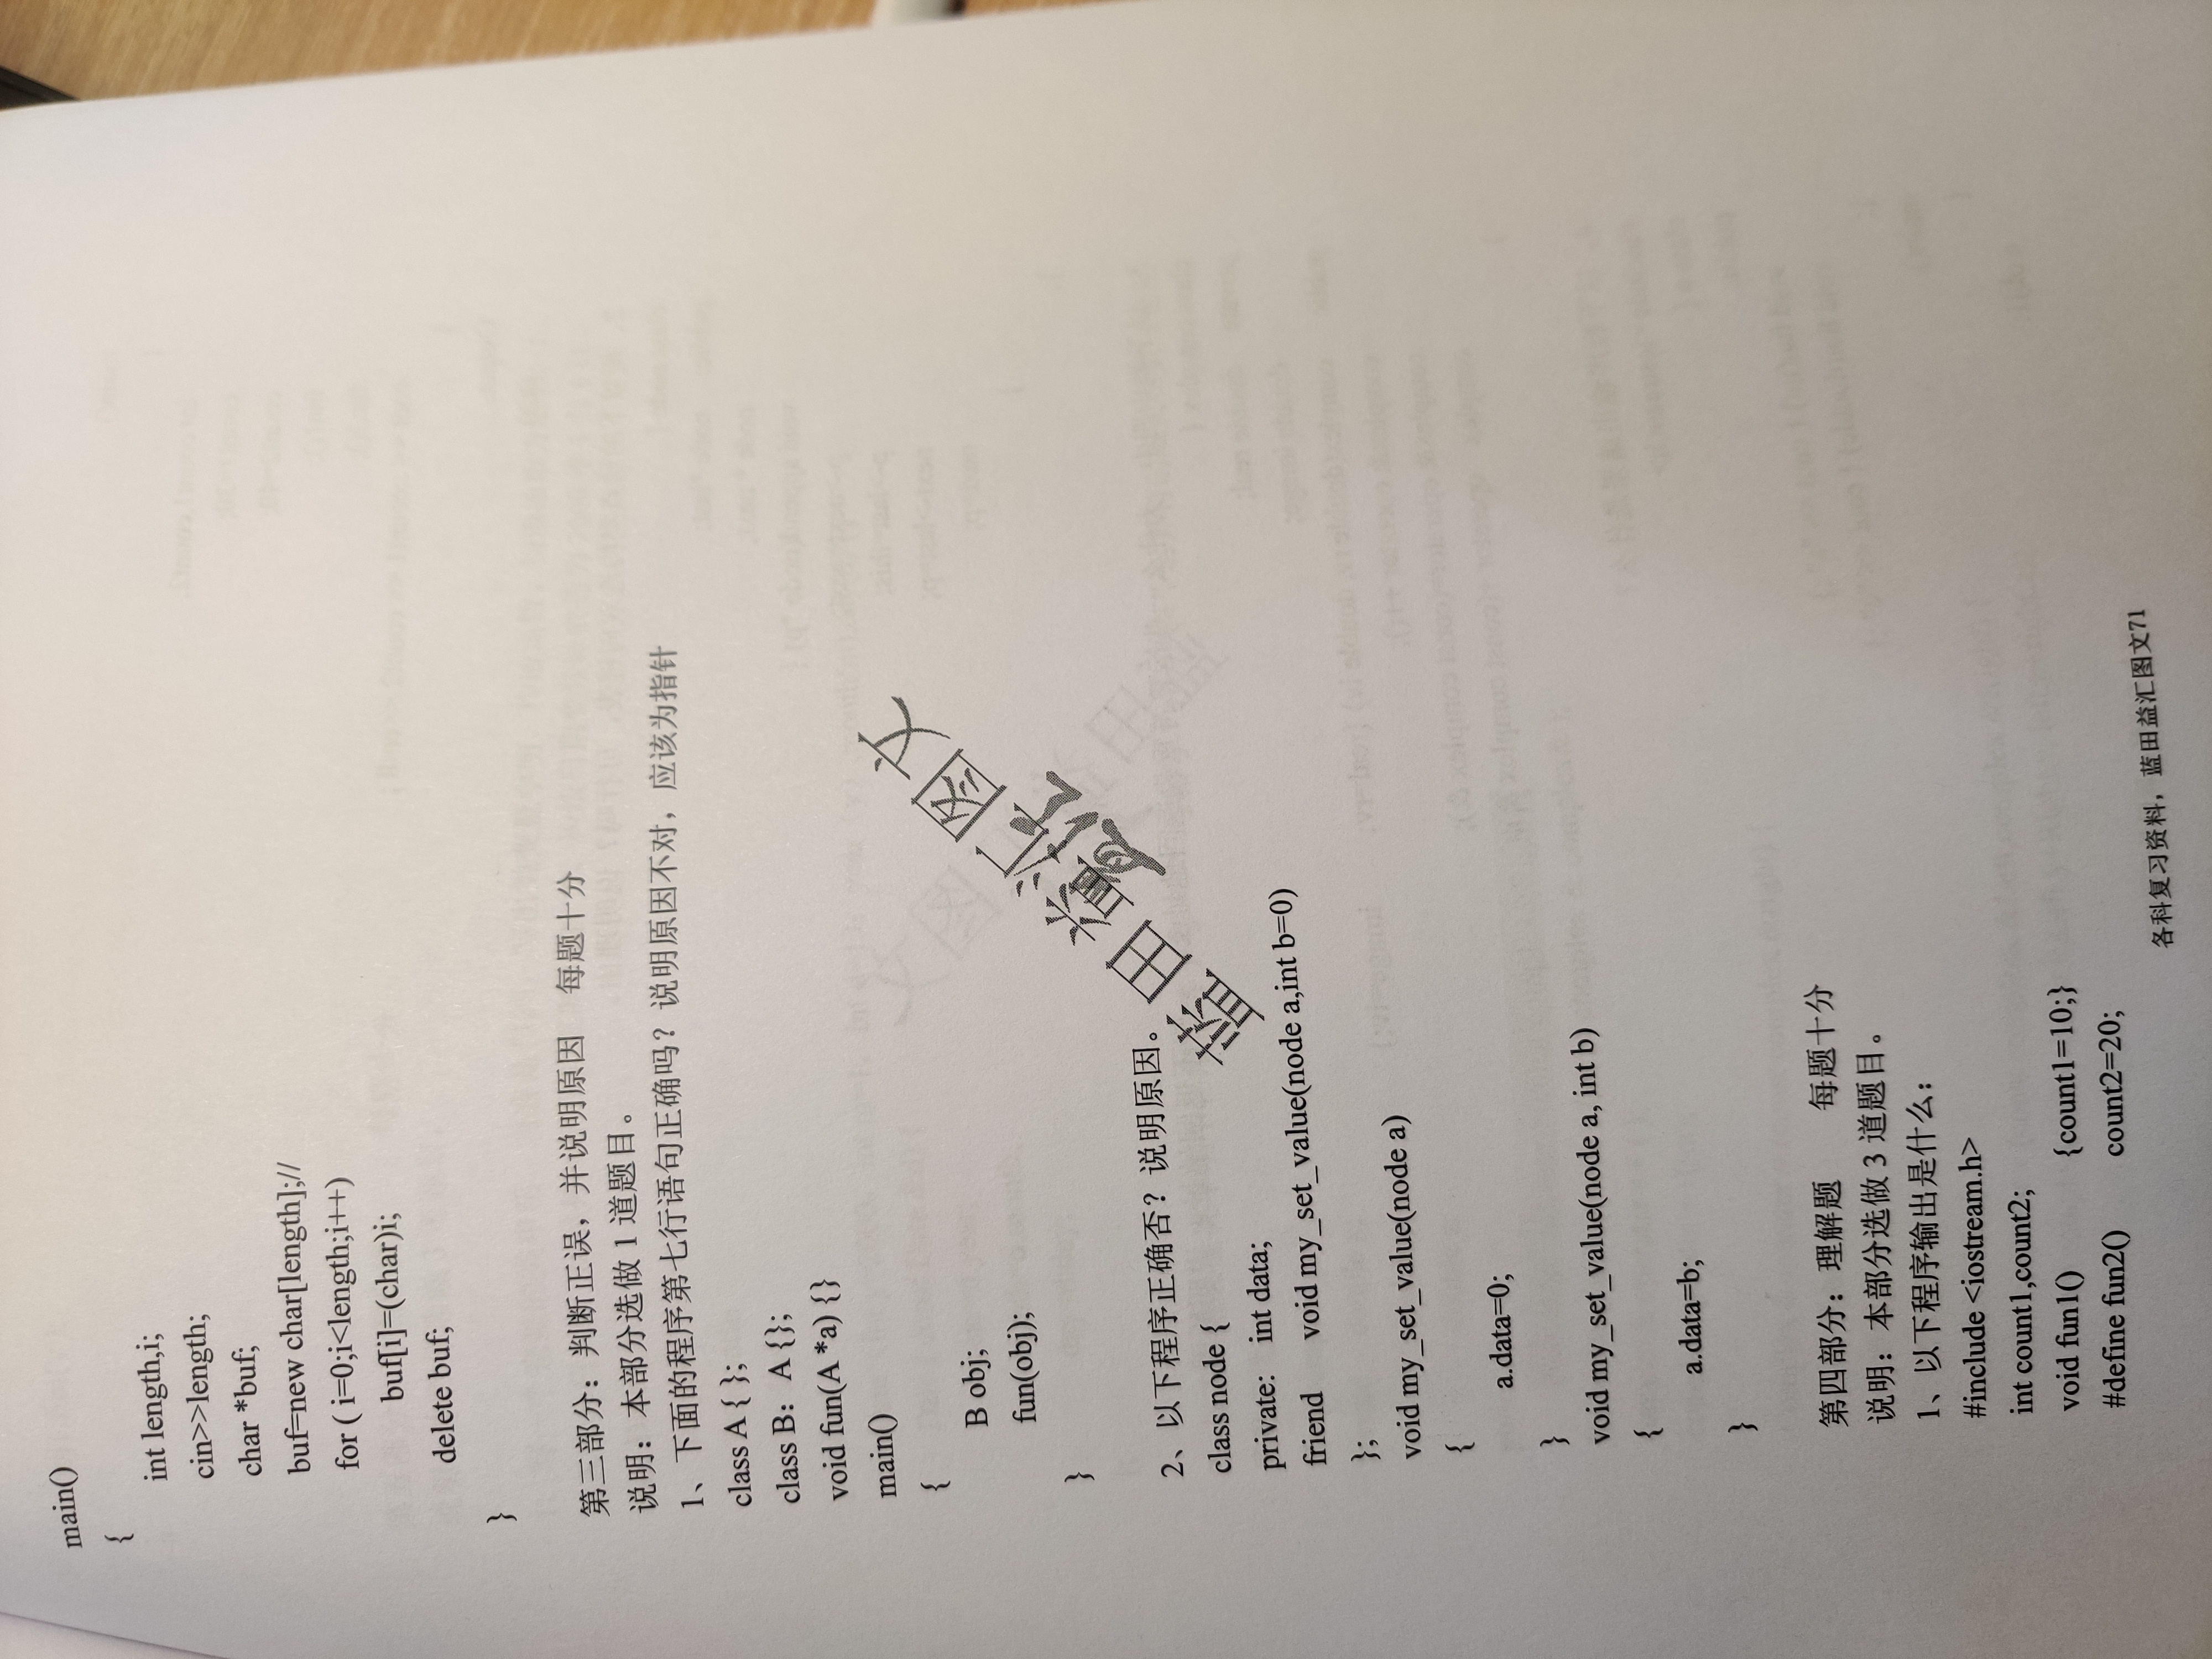 main()
{
int length,i;
cin>>length;
char *buf;
buf=new char[length];//
for ( i=0;i<length;i++)
buf[i]=(char)i;
delete buf;
}
第三部分：判断正误，并说明原因 每题十分
说明：本部分选做 1 道题目。
1、下面的程序第七行语句正确吗？说明原因不对，应该为指针
class A { };
class B：A {};
void fun(A *a) {}
main()
{
B obj;
fun(obj);
}
蓝田益汇图文
益汇
2、以下程序正确否？说明原因。
class node {
private: int data;
friend void my_set_value(node a,int b=0)
};
void my_set_value(node a)
{
a.data=0;
}
void my_set_value(node a, int b)
{
a.data=b;
}
第四部分：理解题 每题十分
说明：本部分选做 3 道题目。
1、以下程序输出是什么：
#include <iostream.h>
int count1,count2;
void fun1() {count1=10;}
#define fun2() count2=20;
各科复习资料，蓝田益汇图文71